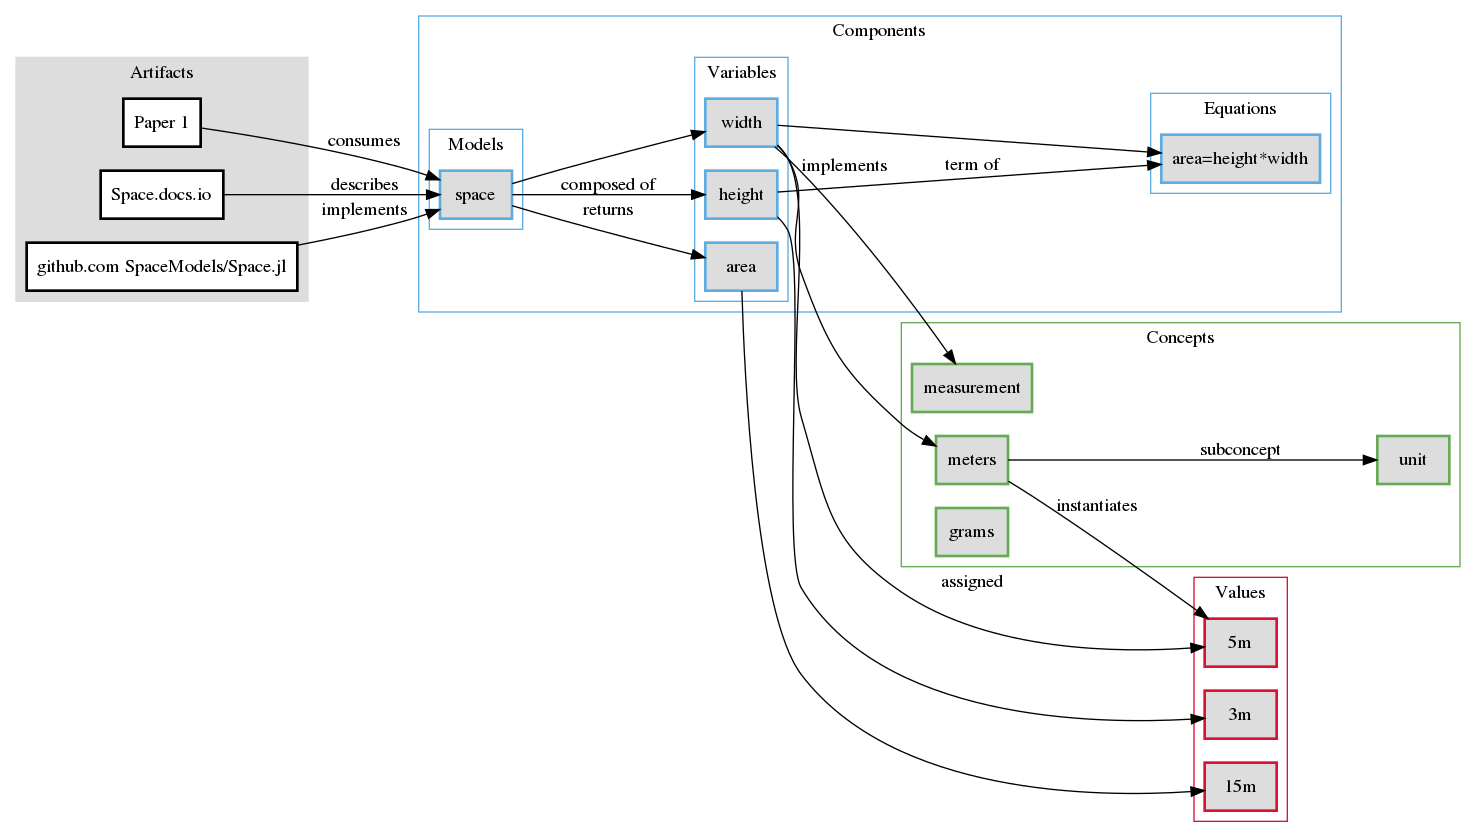 Components
Artifacts
Variables
Paper 1
width
Equations
consumes
Models
area=height*width
implements
term of
Space.docs.io
describes
space
composed of
height
implements
returns
github.com SpaceModels/Space.jl
area
Concepts
measurement
meters
subconcept
unit
instantiates
grams
assigned
Values
5m
3m
15m